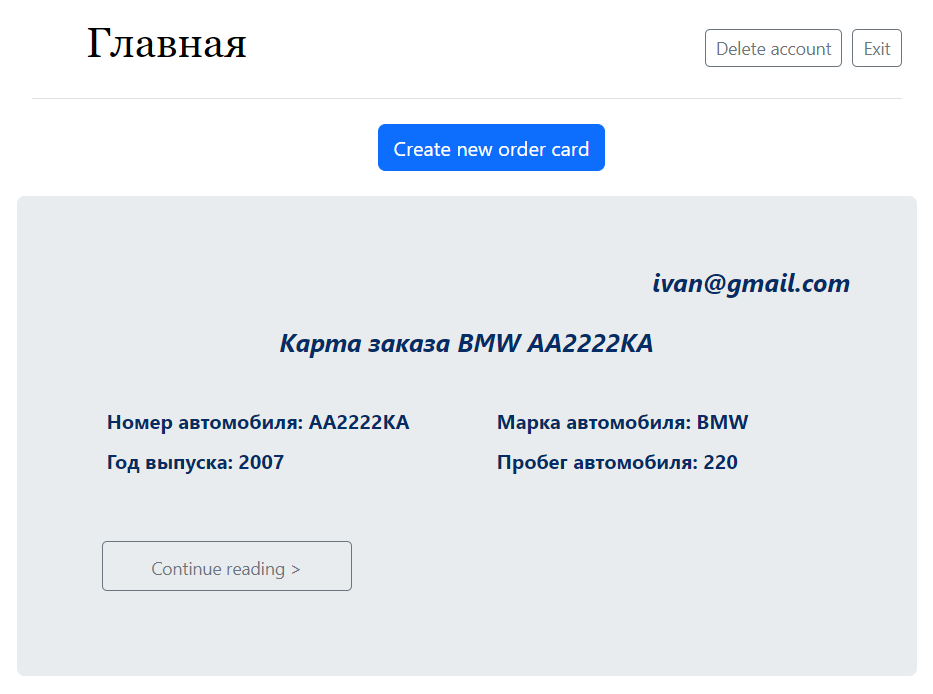 Главная
Delete account
Exit
Create new order card
ivan@gmail.com
Карта заказа BMW AA2222KA
Номер автомобиля: AA2222KA
Марка автомобиля: BMW
Год выпуска: 2007
Пробег автомобиля: 220
Continue reading >